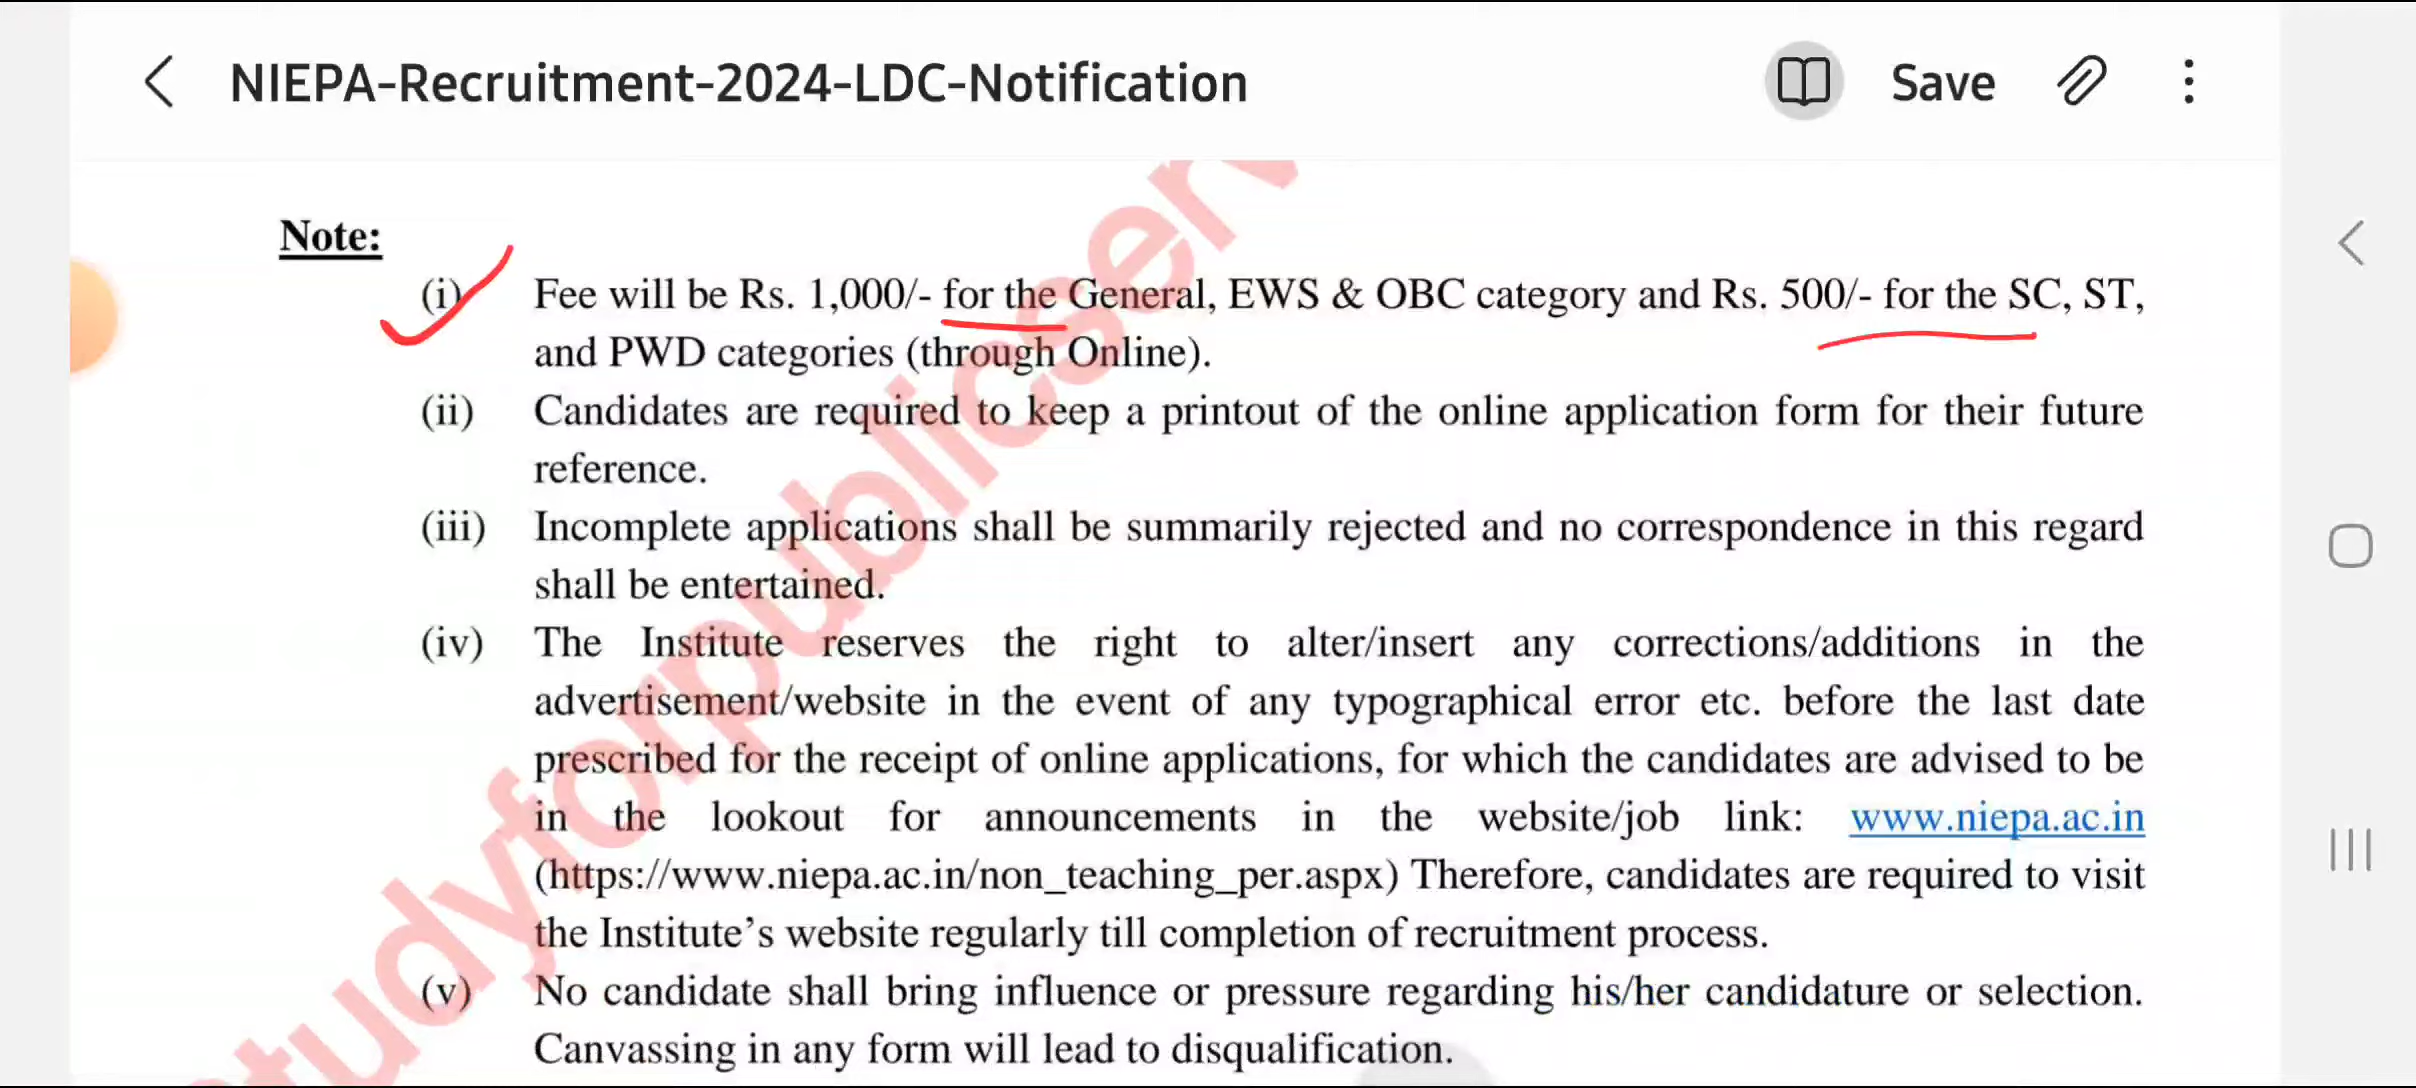 NIEPA-Recruitment-2024-LDC-Notification
Save
Note:
(i) Fee will be Rs. 1,000/- for the General, EWS & OBC category and Rs. 500/- for the SC, ST,
and PWD categories (through Online).
(ii) Candidates are required to keep a printout of the online application form for their future
reference.
(iii) Incomplete applications shall be summarily rejected and no correspondence in this regard
shall be entertained.
(iv) The Institute reserves the right to alter/insert any corrections/additions in the
advertisement/website in the event of any typographical error etc. before the last date
prescribed for the receipt of online applications, for which the candidates are advised to be
in the lookout for announcements in the website/job link: www.niepa.ac.in
(https://www.niepa.ac.in/non_teaching_per.aspx) Therefore, candidates are required to visit
the Institute’s website regularly till completion of recruitment process.
(v) No candidate shall bring influence or pressure regarding his/her candidature or selection.
Canvassing in any form will lead to disqualification.
tudyforpublicserv